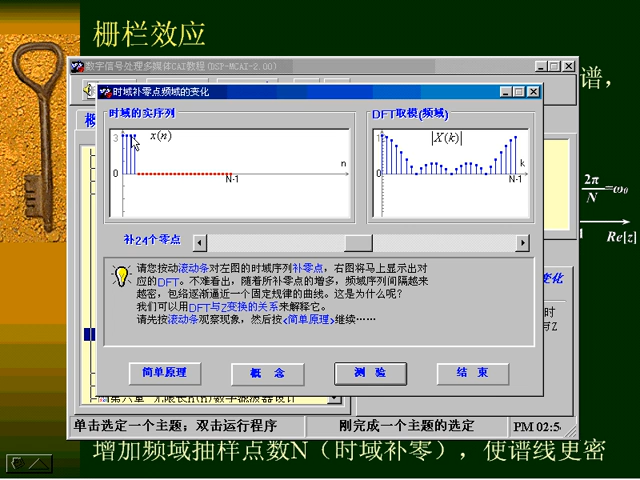 栅栏效应
谱，
数字信号处理多媒体CAI教程(DSP-MCAI-2.00)
时域补零点频域的变化
时域的实序列
DFT取模(频域)
3
x(n)
n
0
N-1
|X(k)|
k
0
N-1
2π
N
=ω₀
Re[z]
补24个零点
请您按动滚动条对左图的时域序列补零点，右图将马上显示出对
应的DFT。不难看出，随着所补零点的增多，频域序列间隔越来
越密，包络逐渐逼近一个固定规律的曲线。这是为什么呢？
我们可以用DFT与Z变换的关系来解释它。
请先按滚动条观察现象，然后按<简单原理>继续……
变化
时
与Z
简单原理
概 念
测 验
结 束
单击选定一个主题；双击运行程序
刚完成一个主题的选定
PM 02:5
增加频域抽样点数N（时域补零），使谱线更密